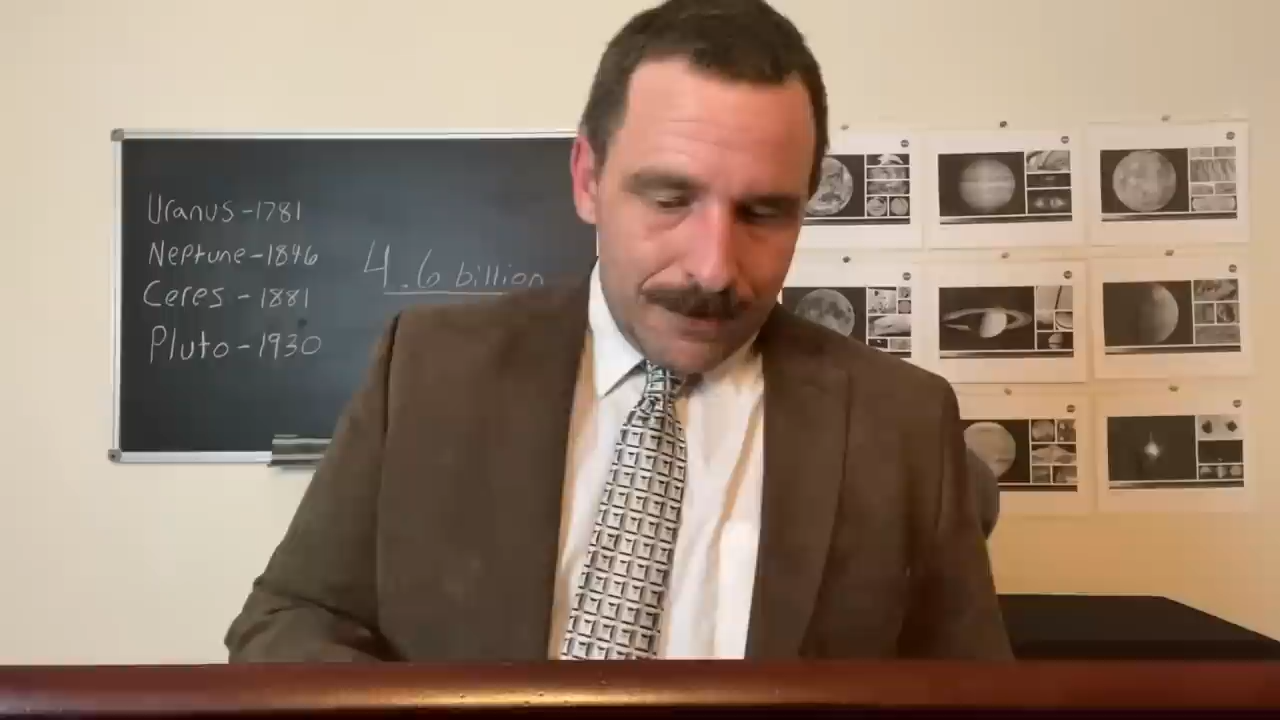 Uranus-1781
Neptune-1846
Ceres - 1881
Pluto-1930
4.6 billion